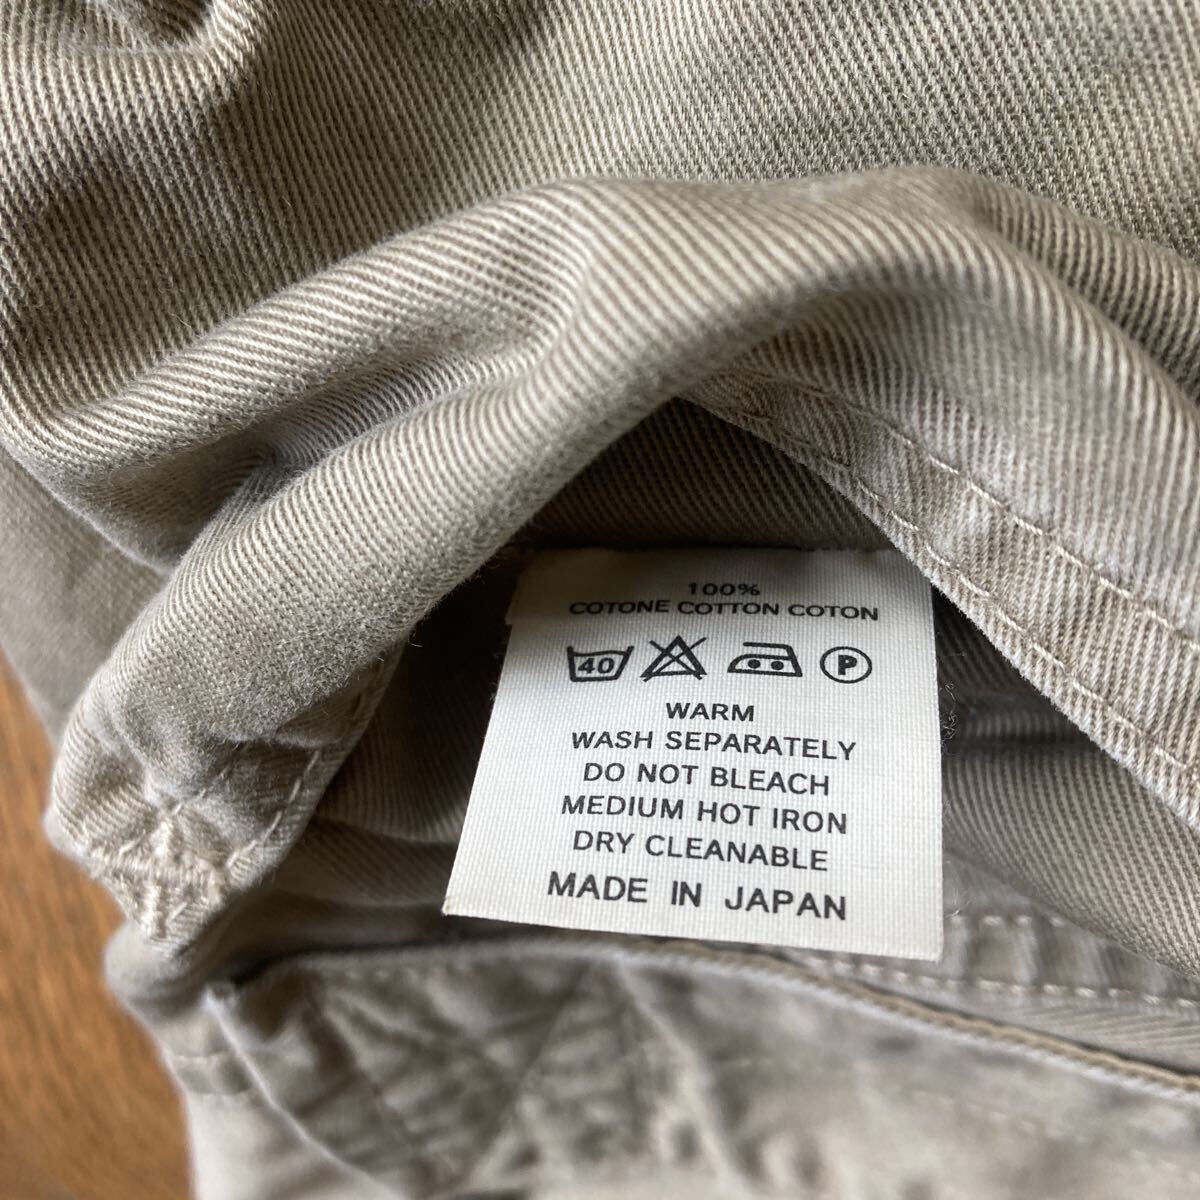 100%
COTONE COTTON COTON
40 P
WARM
WASH SEPARATELY
DO NOT BLEACH
MEDIUM HOT IRON
DRY CLEANABLE
MADE IN JAPAN